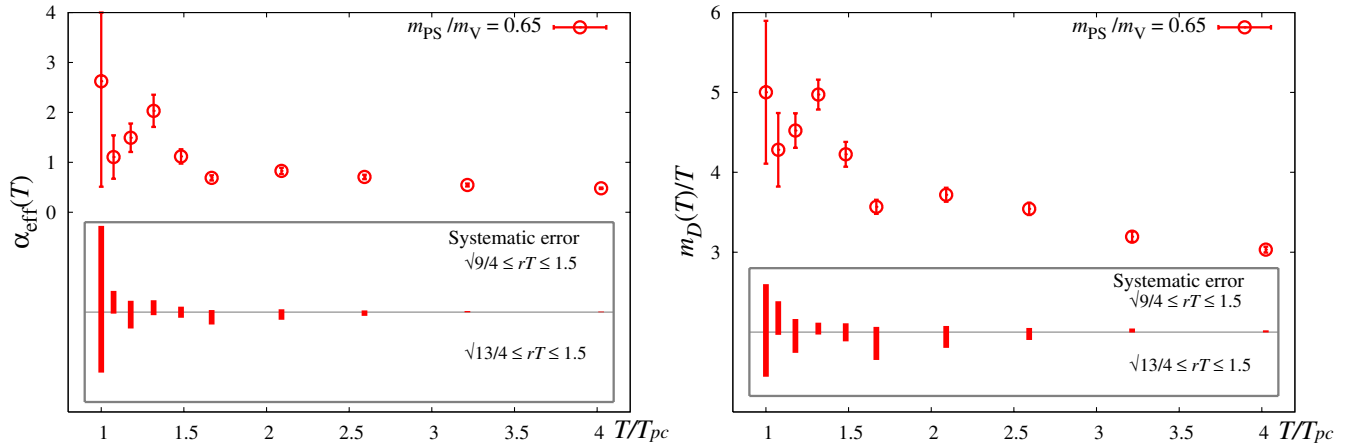 4
3
2
1
0
α_eff(T)
m_PS/m_V = 0.65
Systematic error
√9/4 ≤ rT ≤ 1.5
√13/4 ≤ rT ≤ 1.5
1 1.5 2 2.5 3 3.5 4 T/T_pc
6
5
4
3
m_D(T)/T
m_PS/m_V = 0.65
Systematic error
√9/4 ≤ rT ≤ 1.5
√13/4 ≤ rT ≤ 1.5
1 1.5 2 2.5 3 3.5 4 T/T_pc